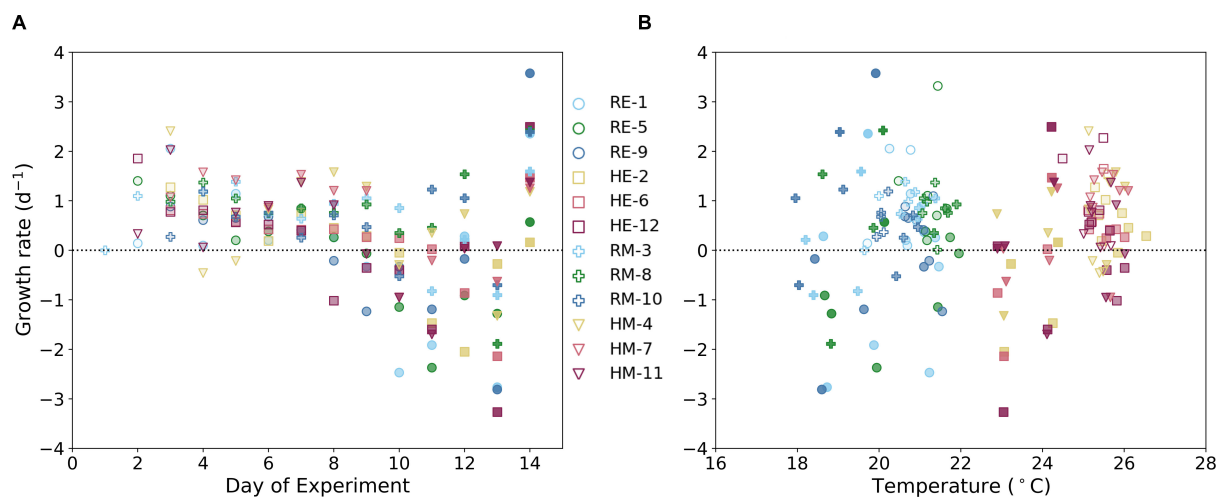 A
B
Growth rate (d⁻¹)
4
3
2
1
0
−1
−2
−3
−4
0 2 4 6 8 10 12 14
Day of Experiment
RE-1
RE-5
RE-9
HE-2
HE-6
HE-12
RM-3
RM-8
RM-10
HM-4
HM-7
HM-11
4
3
2
1
0
−1
−2
−3
−4
16 18 20 22 24 26 28
Temperature (°C)